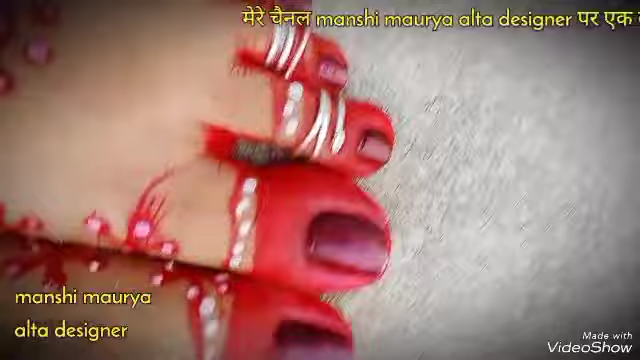 मेरे चैनल manshi maurya alta designer पर एक
manshi maurya
alta designer
Made with
VideoShow